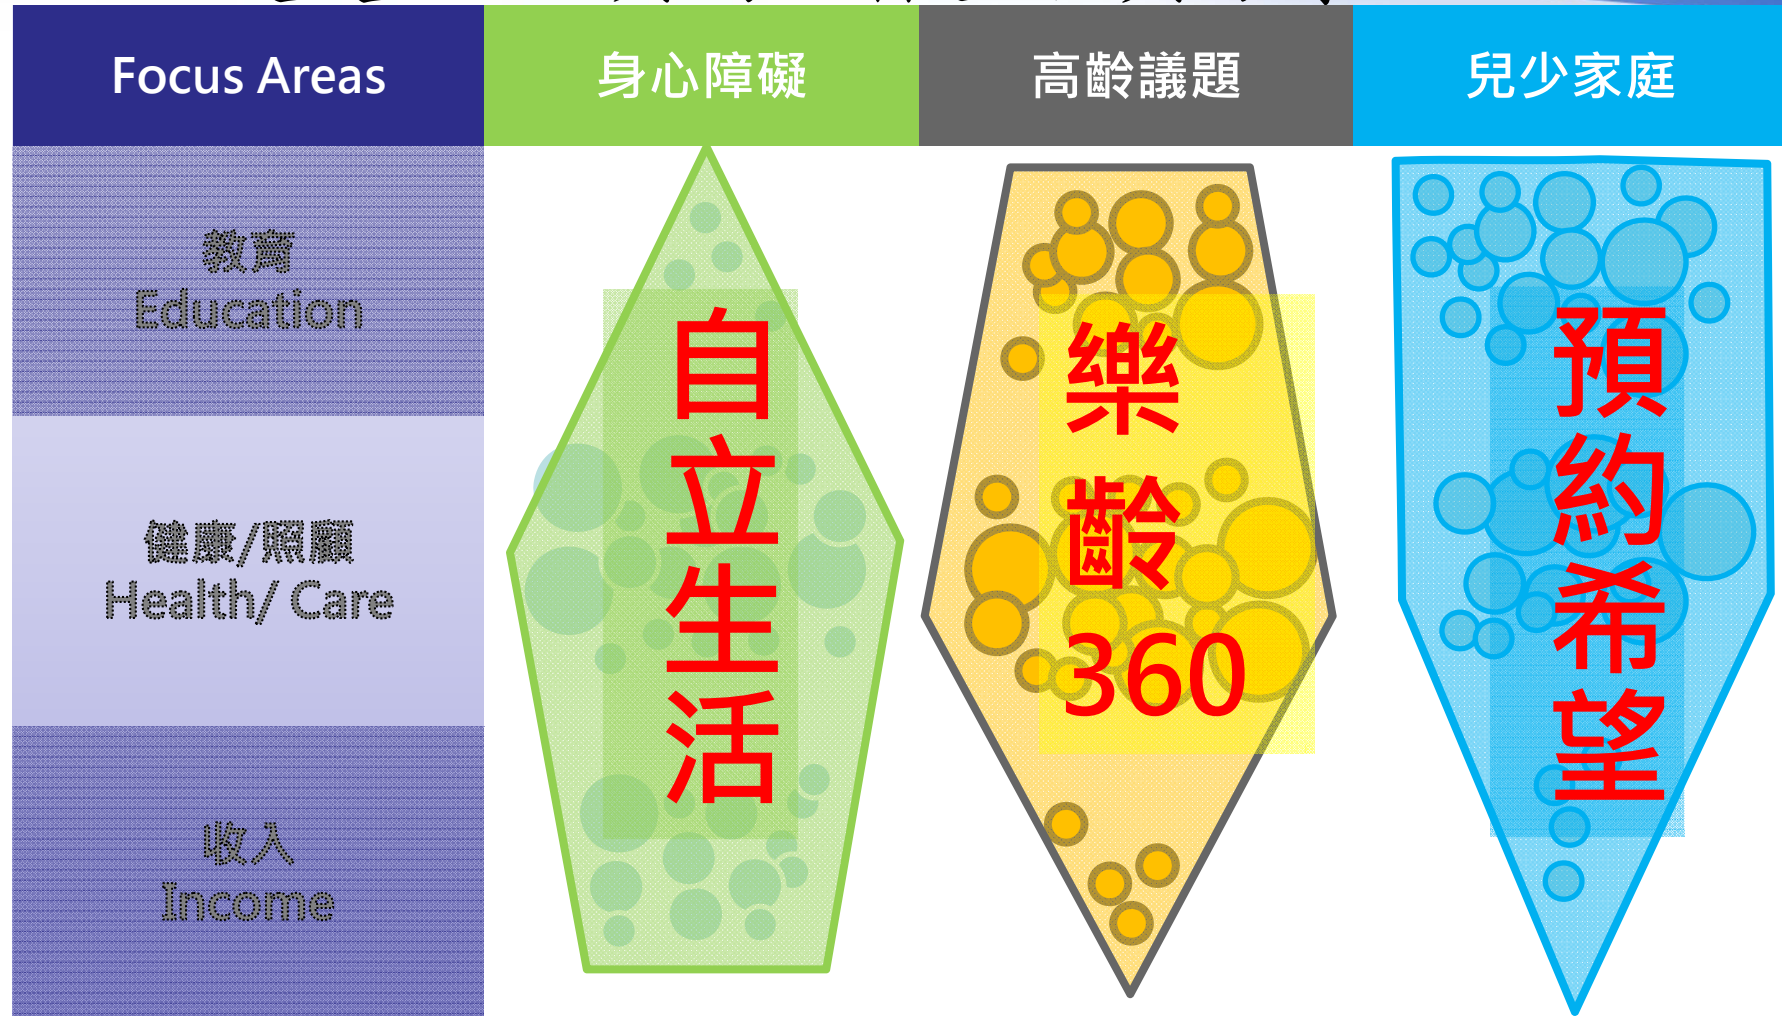 Focus Areas
身心障礙
高齡議題
兒少家庭
教育
Education
健康/照顧
Health/ Care
收入
Income
自立生活
樂齡360
預約希望